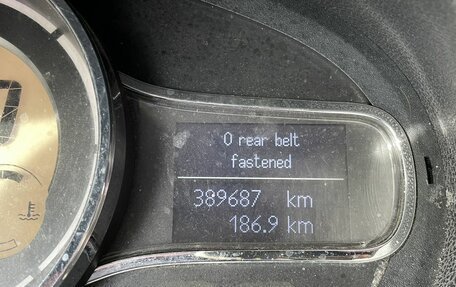 0 rear belt
fastened
389687 km
186.9 km